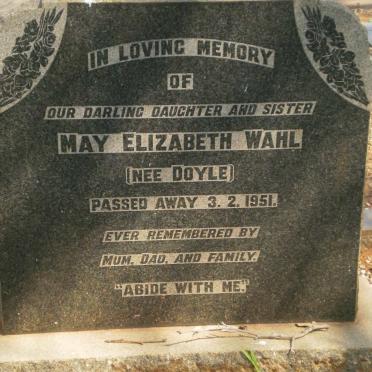 IN LOVING MEMORY
OF
OUR DARLING DAUGHTER AND SISTER
MAY ELIZABETH WAHL
(NEE DOYLE)
PASSED AWAY 3. 2. 1951.
EVER REMEMBERED BY
MUM, DAD, AND FAMILY.
"ABIDE WITH ME."